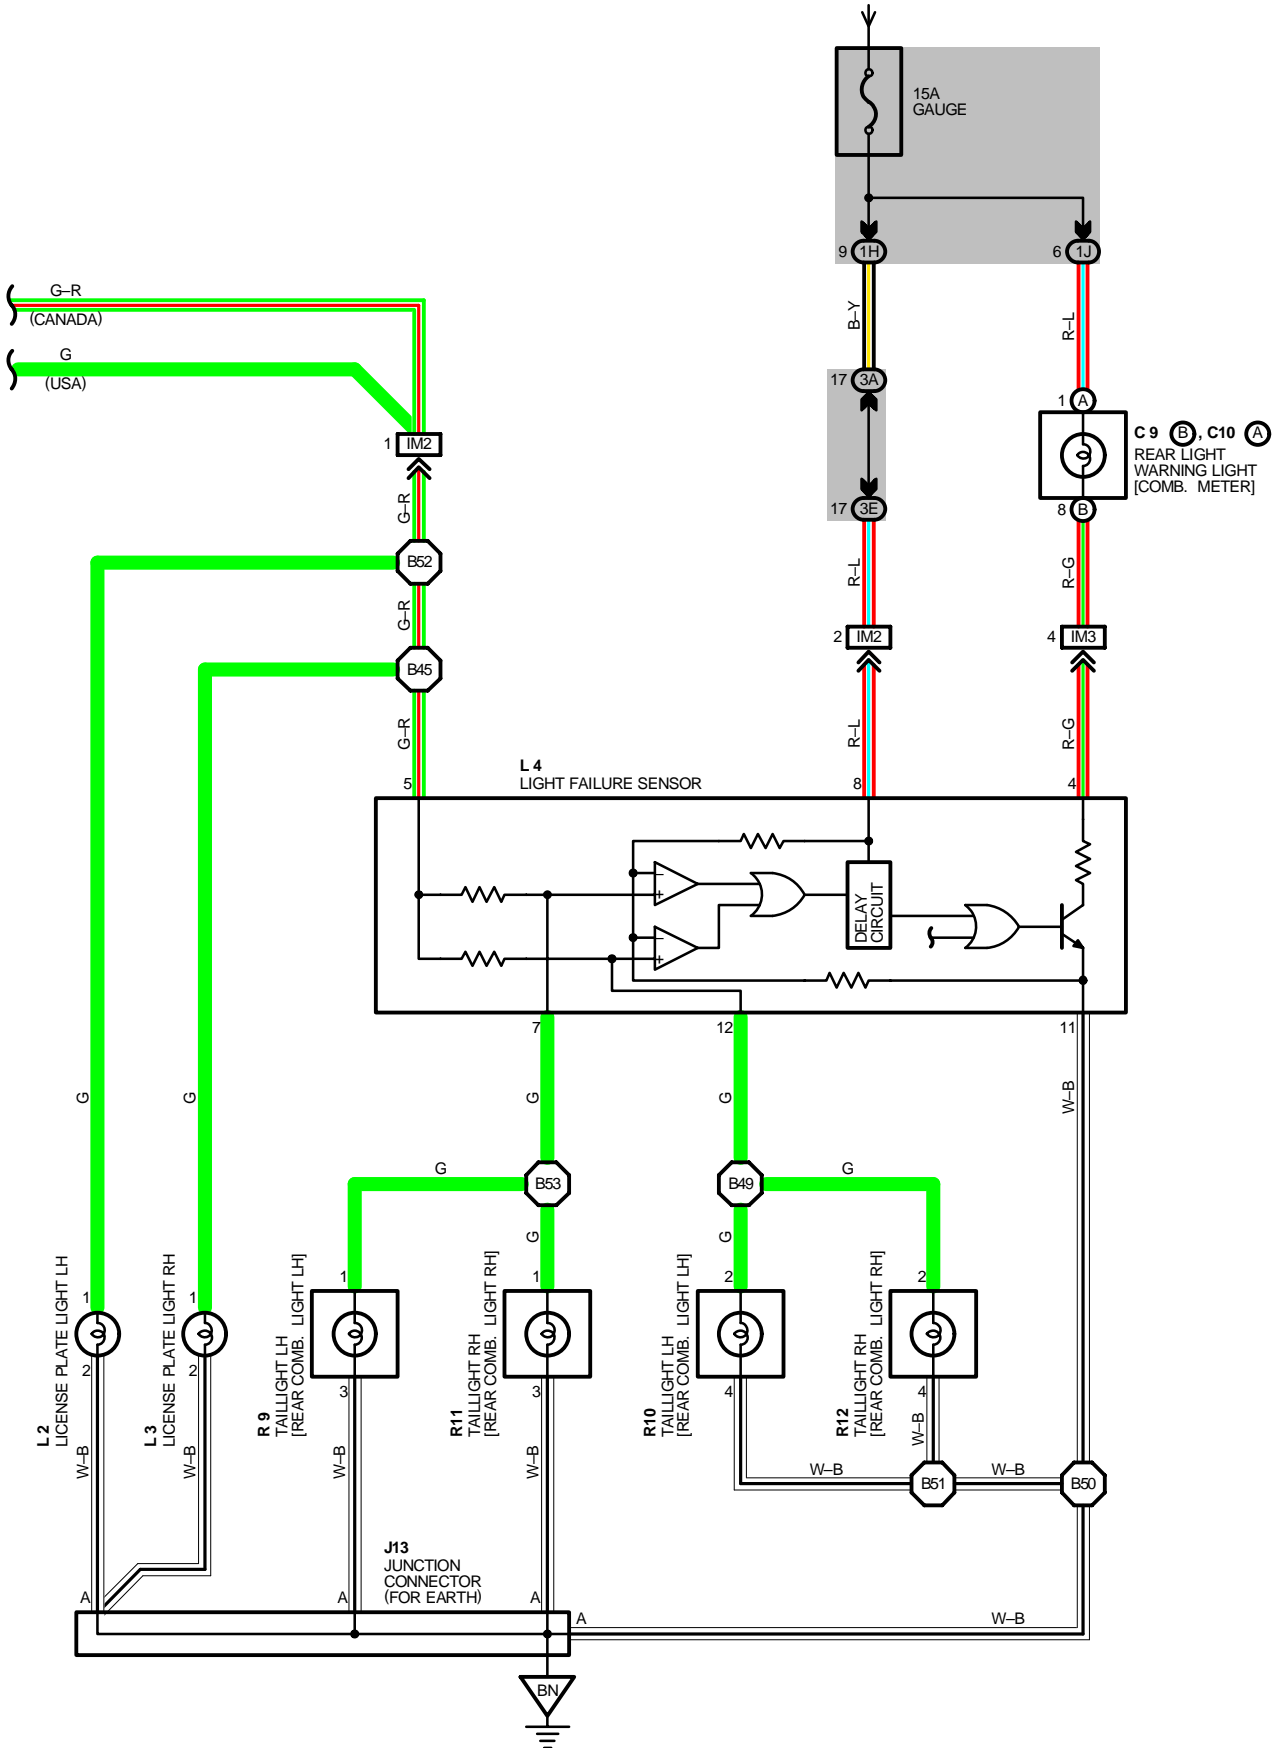 15A
GAUGE
9 1H
6 1J
G–R
(CANADA)
B–Y
R–L
G
(USA)
17 3A
1 A
C 9 B , C10 A
REAR LIGHT
WARNING LIGHT
[COMB. METER]
1 IM2
G–R
17 3E
8 B
B52
R–L
R–G
G–R
2 IM2
4 IM3
B45
G–R
R–L
R–G
L 4
LIGHT FAILURE SENSOR
5
8
4
–
+
–
+
DELAY
CIRCUIT
7
12
11
G
G
G
G
W–B
G
B53
B49
G
G
G
1
1
1
1
2
2
L 2
LICENSE PLATE LIGHT LH
L 3
LICENSE PLATE LIGHT RH
R 9
TAILLIGHT LH
[REAR COMB. LIGHT LH]
R11
TAILLIGHT RH
[REAR COMB. LIGHT RH]
R10
TAILLIGHT LH
[REAR COMB. LIGHT LH]
R12
TAILLIGHT RH
[REAR COMB. LIGHT RH]
2
2
3
3
4
4
W–B
W–B
W–B
W–B
W–B
W–B
B51
W–B
B50
J13
JUNCTION
CONNECTOR
(FOR EARTH)
A
A
A
A
W–B
BN